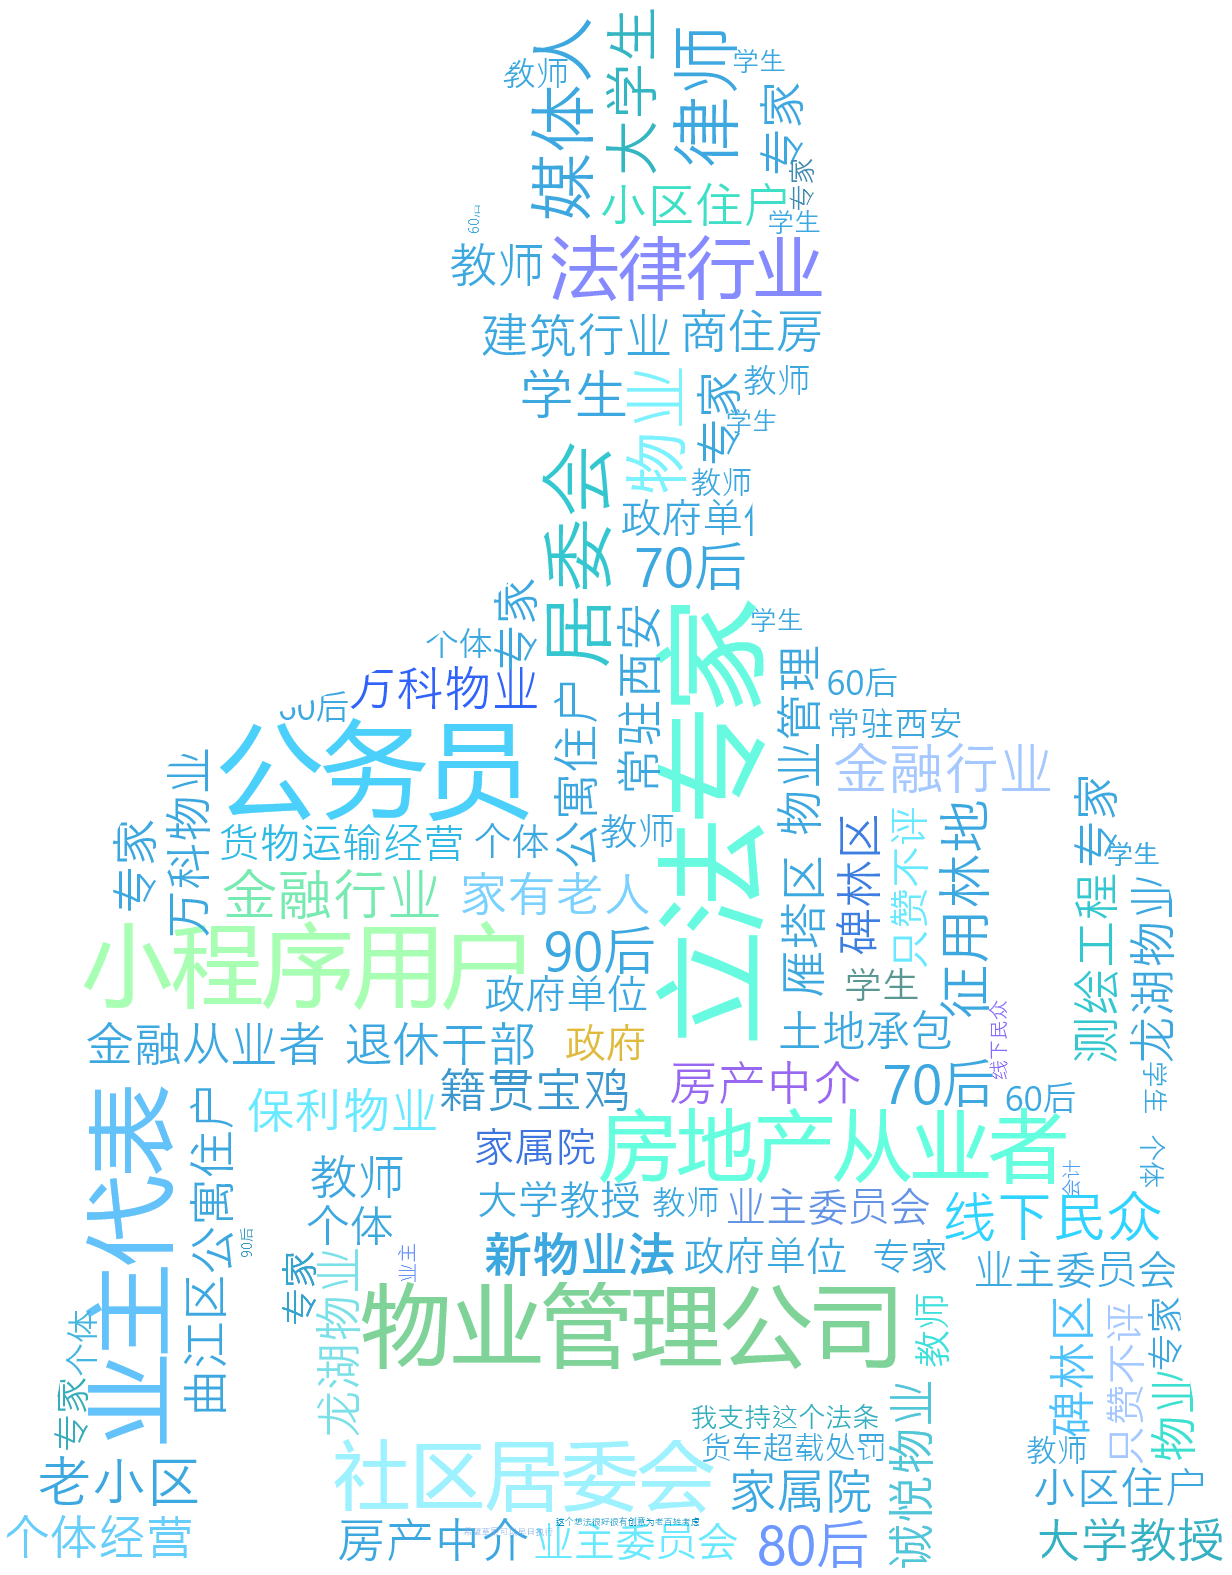 媒体人
大学生
律师
教师
学生
专家
专家
小区住户
学生
60后
教师
法律行业
建筑行业
商住房
学生
物业
专家
教师
学生
居委会
教师
政府单位
70后
专家
个体
常驻西安
立法专家
学生
万科物业
60后
公寓住户
物业管理
60后
常驻西安
公务员
金融行业
万科物业
专家
货物运输经营
个体
教师
雁塔区
碑林区
只赞不评
征用林地
专家
学生
金融行业
家有老人
测绘工程
龙湖物业
小程序用户
90后
政府单位
学生
线下民众
金融从业者
退休干部
政府
土地承包
业主代表
公寓住户
保利物业
籍贯宝鸡
房产中介
70后
60后
学生
家属院
房地产从业者
个体
教师
大学教授
教师
业主委员会
会计
线下民众
个体
90后
业主
新物业法
政府单位
专家
业主委员会
曲江区
专家
龙湖物业
物业管理公司
教师
碑林区
只赞不评
专家
个体
专家
物业
诚悦物业
我支持这个法条
货车超载处罚
教师
社区居委会
老小区
家属院
小区住户
个体经营
房产中介
这个想法很好很有创意为老百姓考虑
业主委员会
80后
大学教授